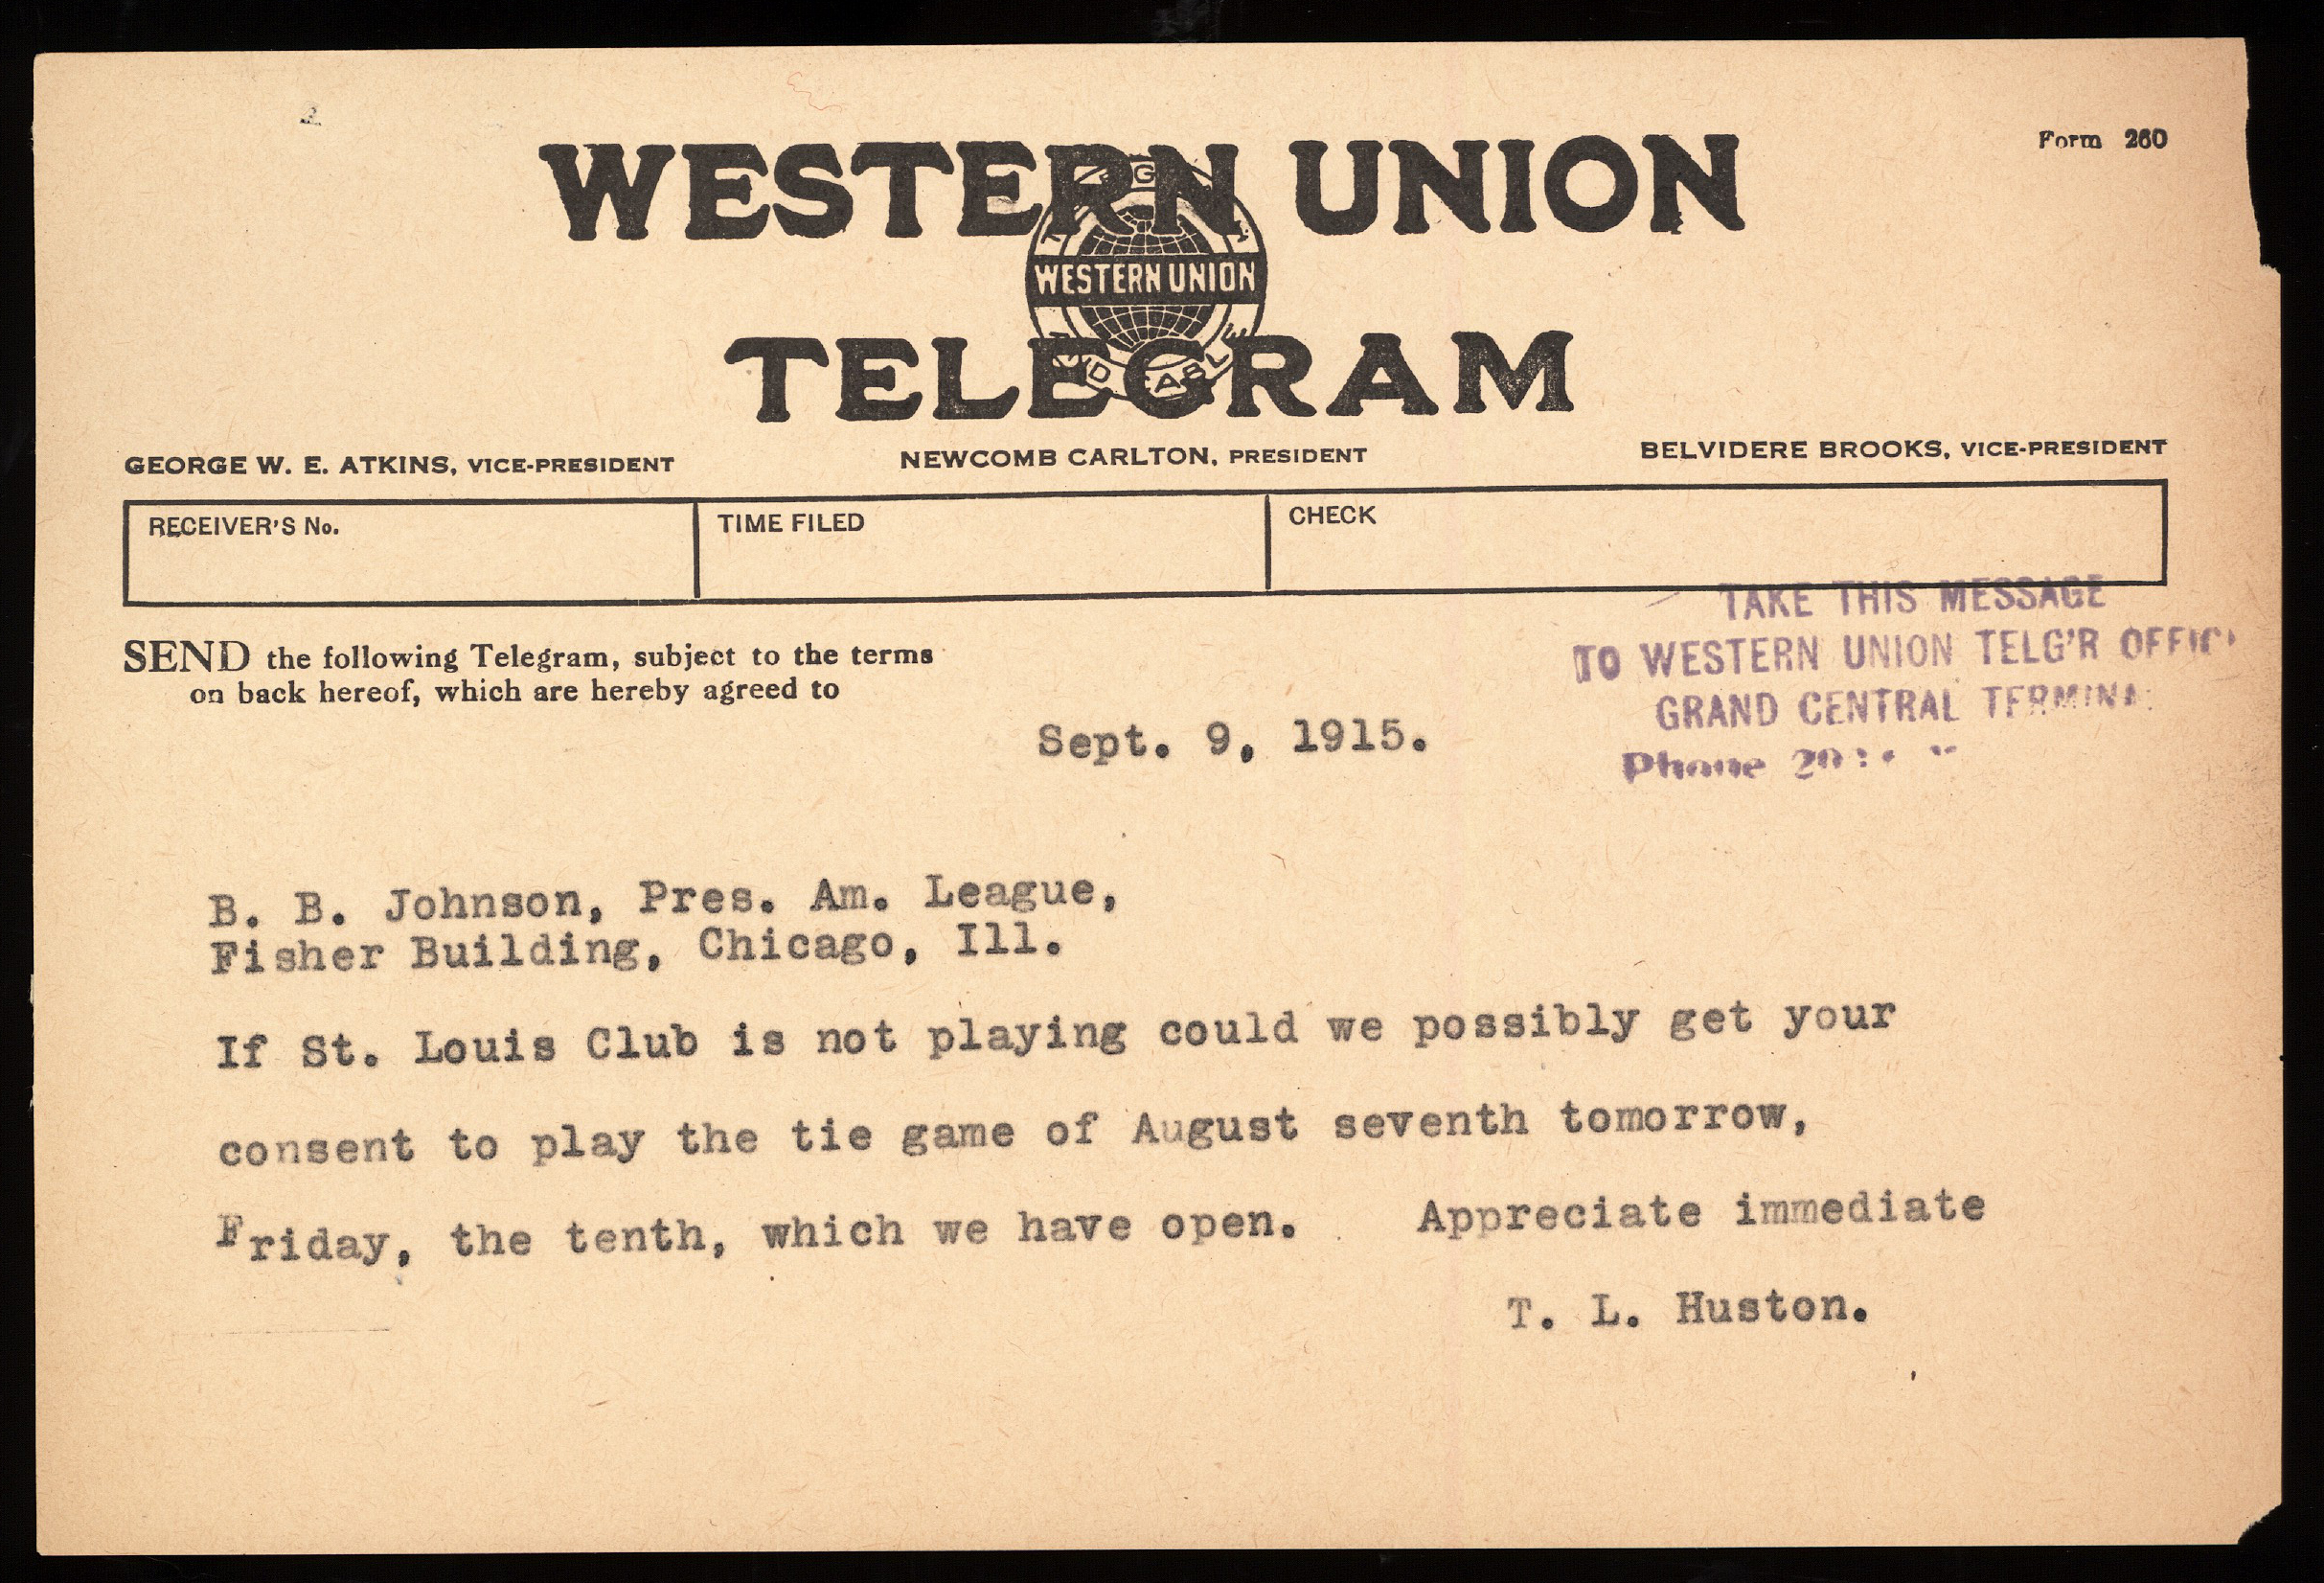 Form 260
WESTERN UNION
WESTERN UNION
TELEGRAM
GEORGE W. E. ATKINS, VICE-PRESIDENT NEWCOMB CARLTON, PRESIDENT BELVIDERE BROOKS, VICE-PRESIDENT
RECEIVER'S No. TIME FILED CHECK
TAKE THIS MESSAGE
TO WESTERN UNION TELG'R
GRAND CENTRAL
Phone
SEND the following Telegram, subject to the terms
on back hereof, which are hereby agreed to
Sept. 9, 1915.
B. B. Johnson, Pres. Am. League,
Fisher Building, Chicago, Ill.
If St. Louis Club is not playing could we possibly get your
consent to play the tie game of August seventh tomorrow,
Friday, the tenth, which we have open. Appreciate immediate
T. L. Huston.